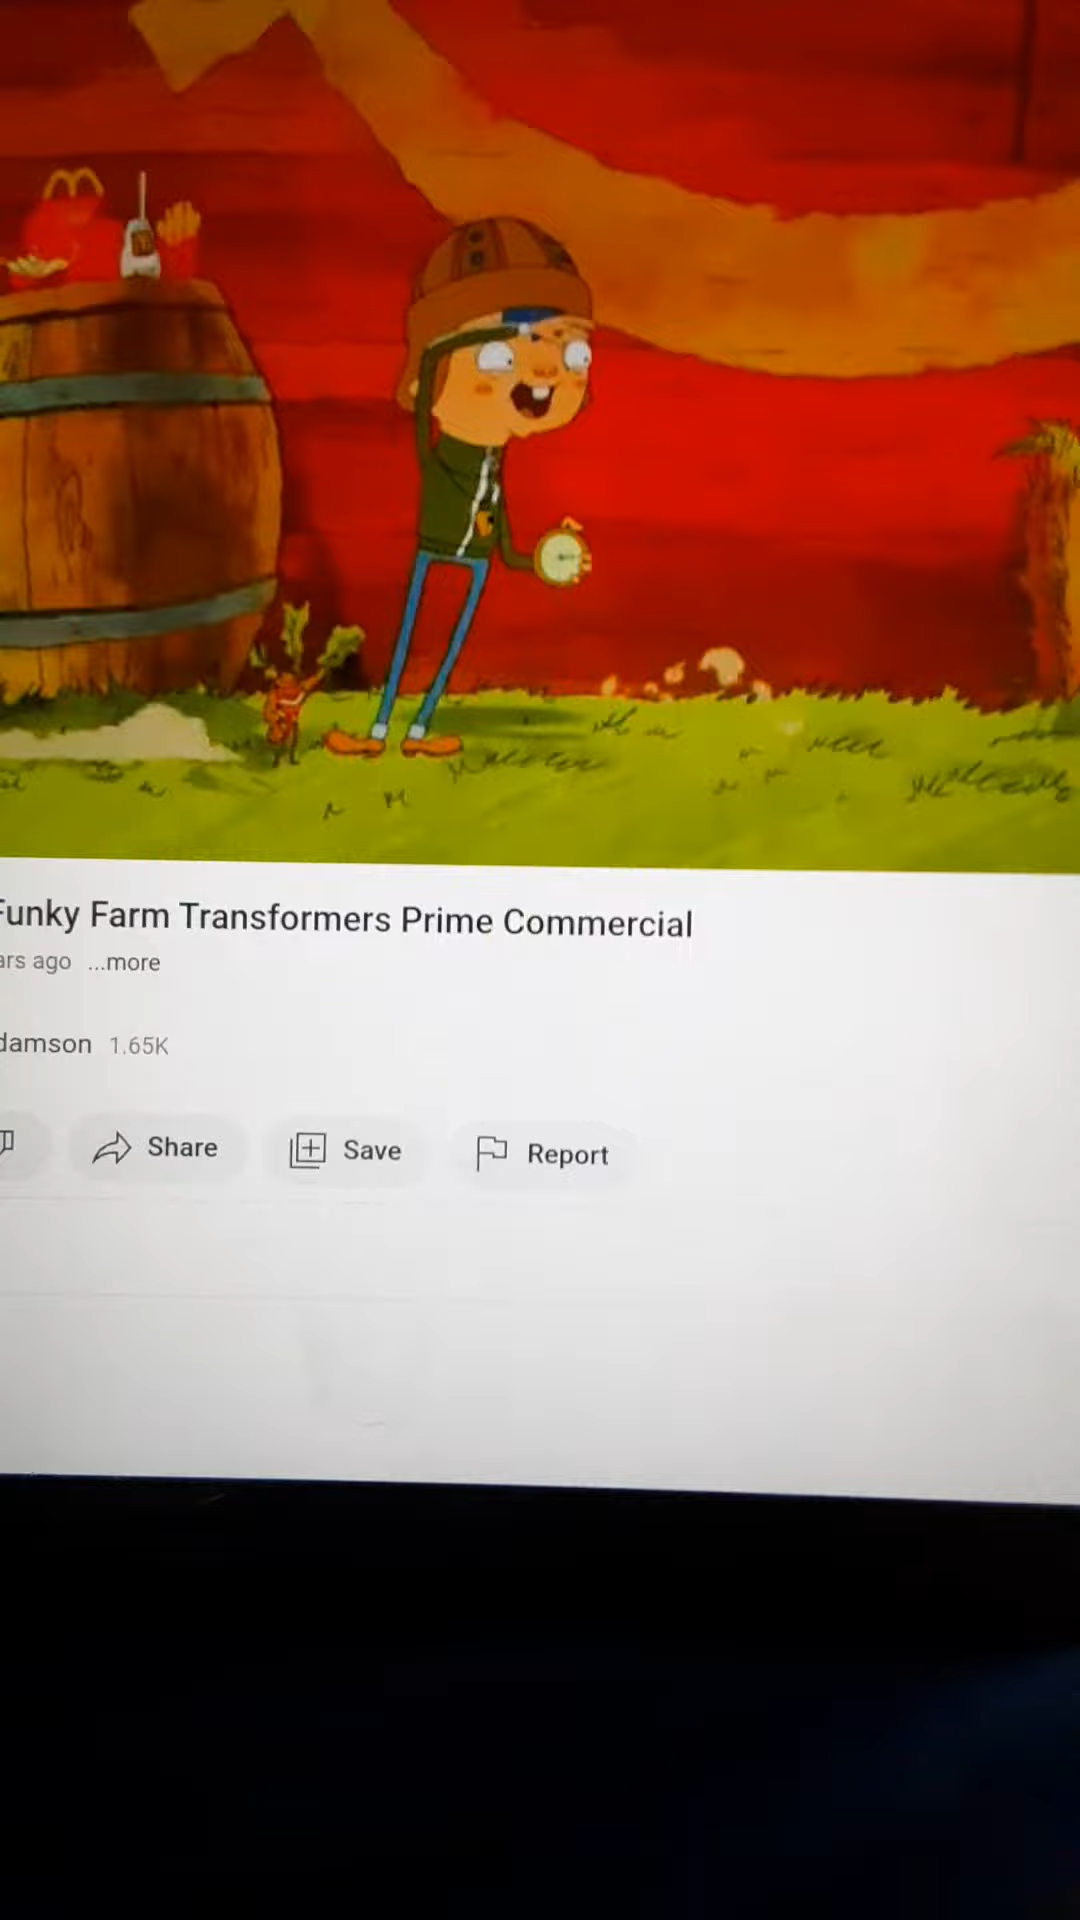 Funky Farm Transformers Prime Commercial
ars ago ...more
damson 1.65K
Share Save Report